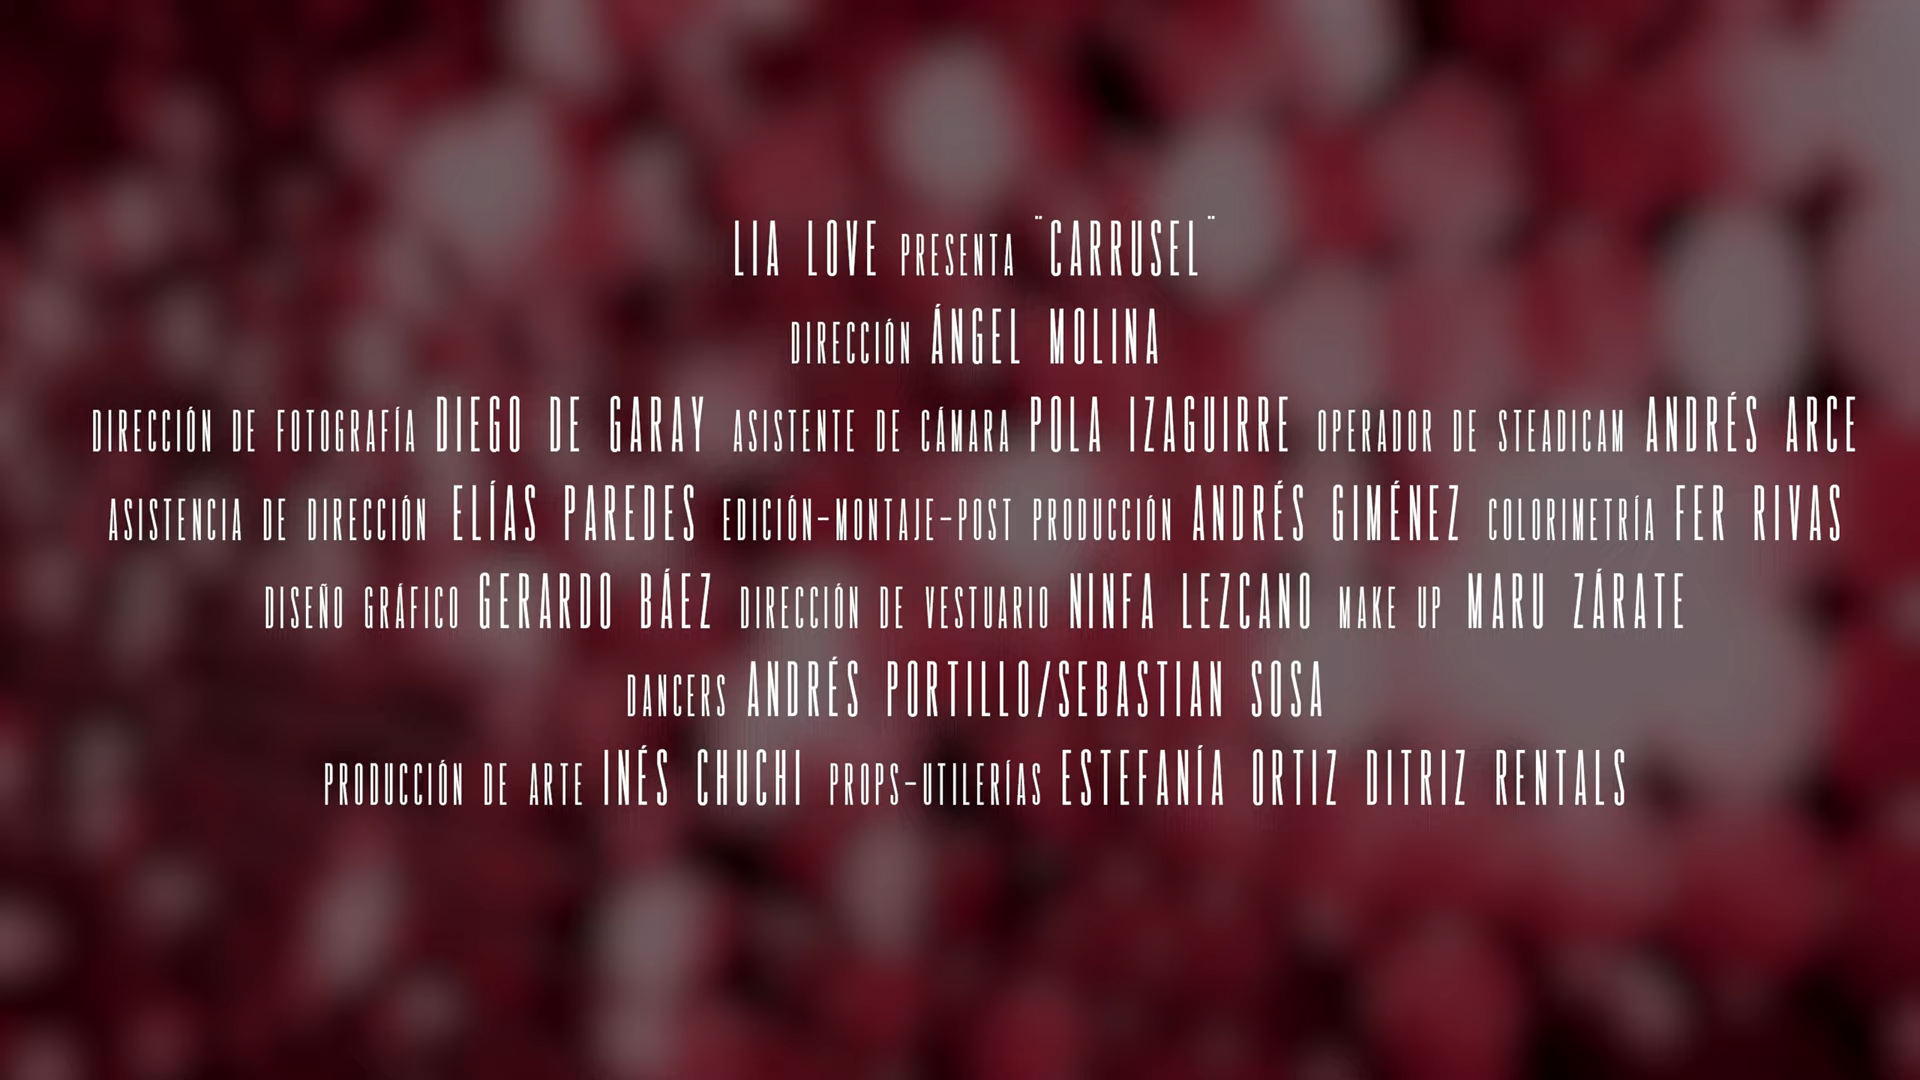 LIA LOVE PRESENTA ¨CARRUSEL¨
DIRECCIÓN ÁNGEL MOLINA
DIRECCIÓN DE FOTOGRAFÍA DIEGO DE GARAY ASISTENTE DE CÁMARA POLA IZAGUIRRE OPERADOR DE STEADICAM ANDRÉS ARCE
ASISTENCIA DE DIRECCIÓN ELÍAS PAREDES EDICIÓN-MONTAJE-POST PRODUCCIÓN ANDRÉS GIMÉNEZ COLORIMETRÍA FER RIVAS
DISEÑO GRÁFICO GERARDO BÁEZ DIRECCIÓN DE VESTUARIO NINFA LEZCANO MAKE UP MARU ZÁRATE
DANCERS ANDRÉS PORTILLO/SEBASTIAN SOSA
PRODUCCIÓN DE ARTE INÉS CHUCHI PROPS-UTILERÍAS ESTEFANÍA ORTIZ DITRIZ RENTALS